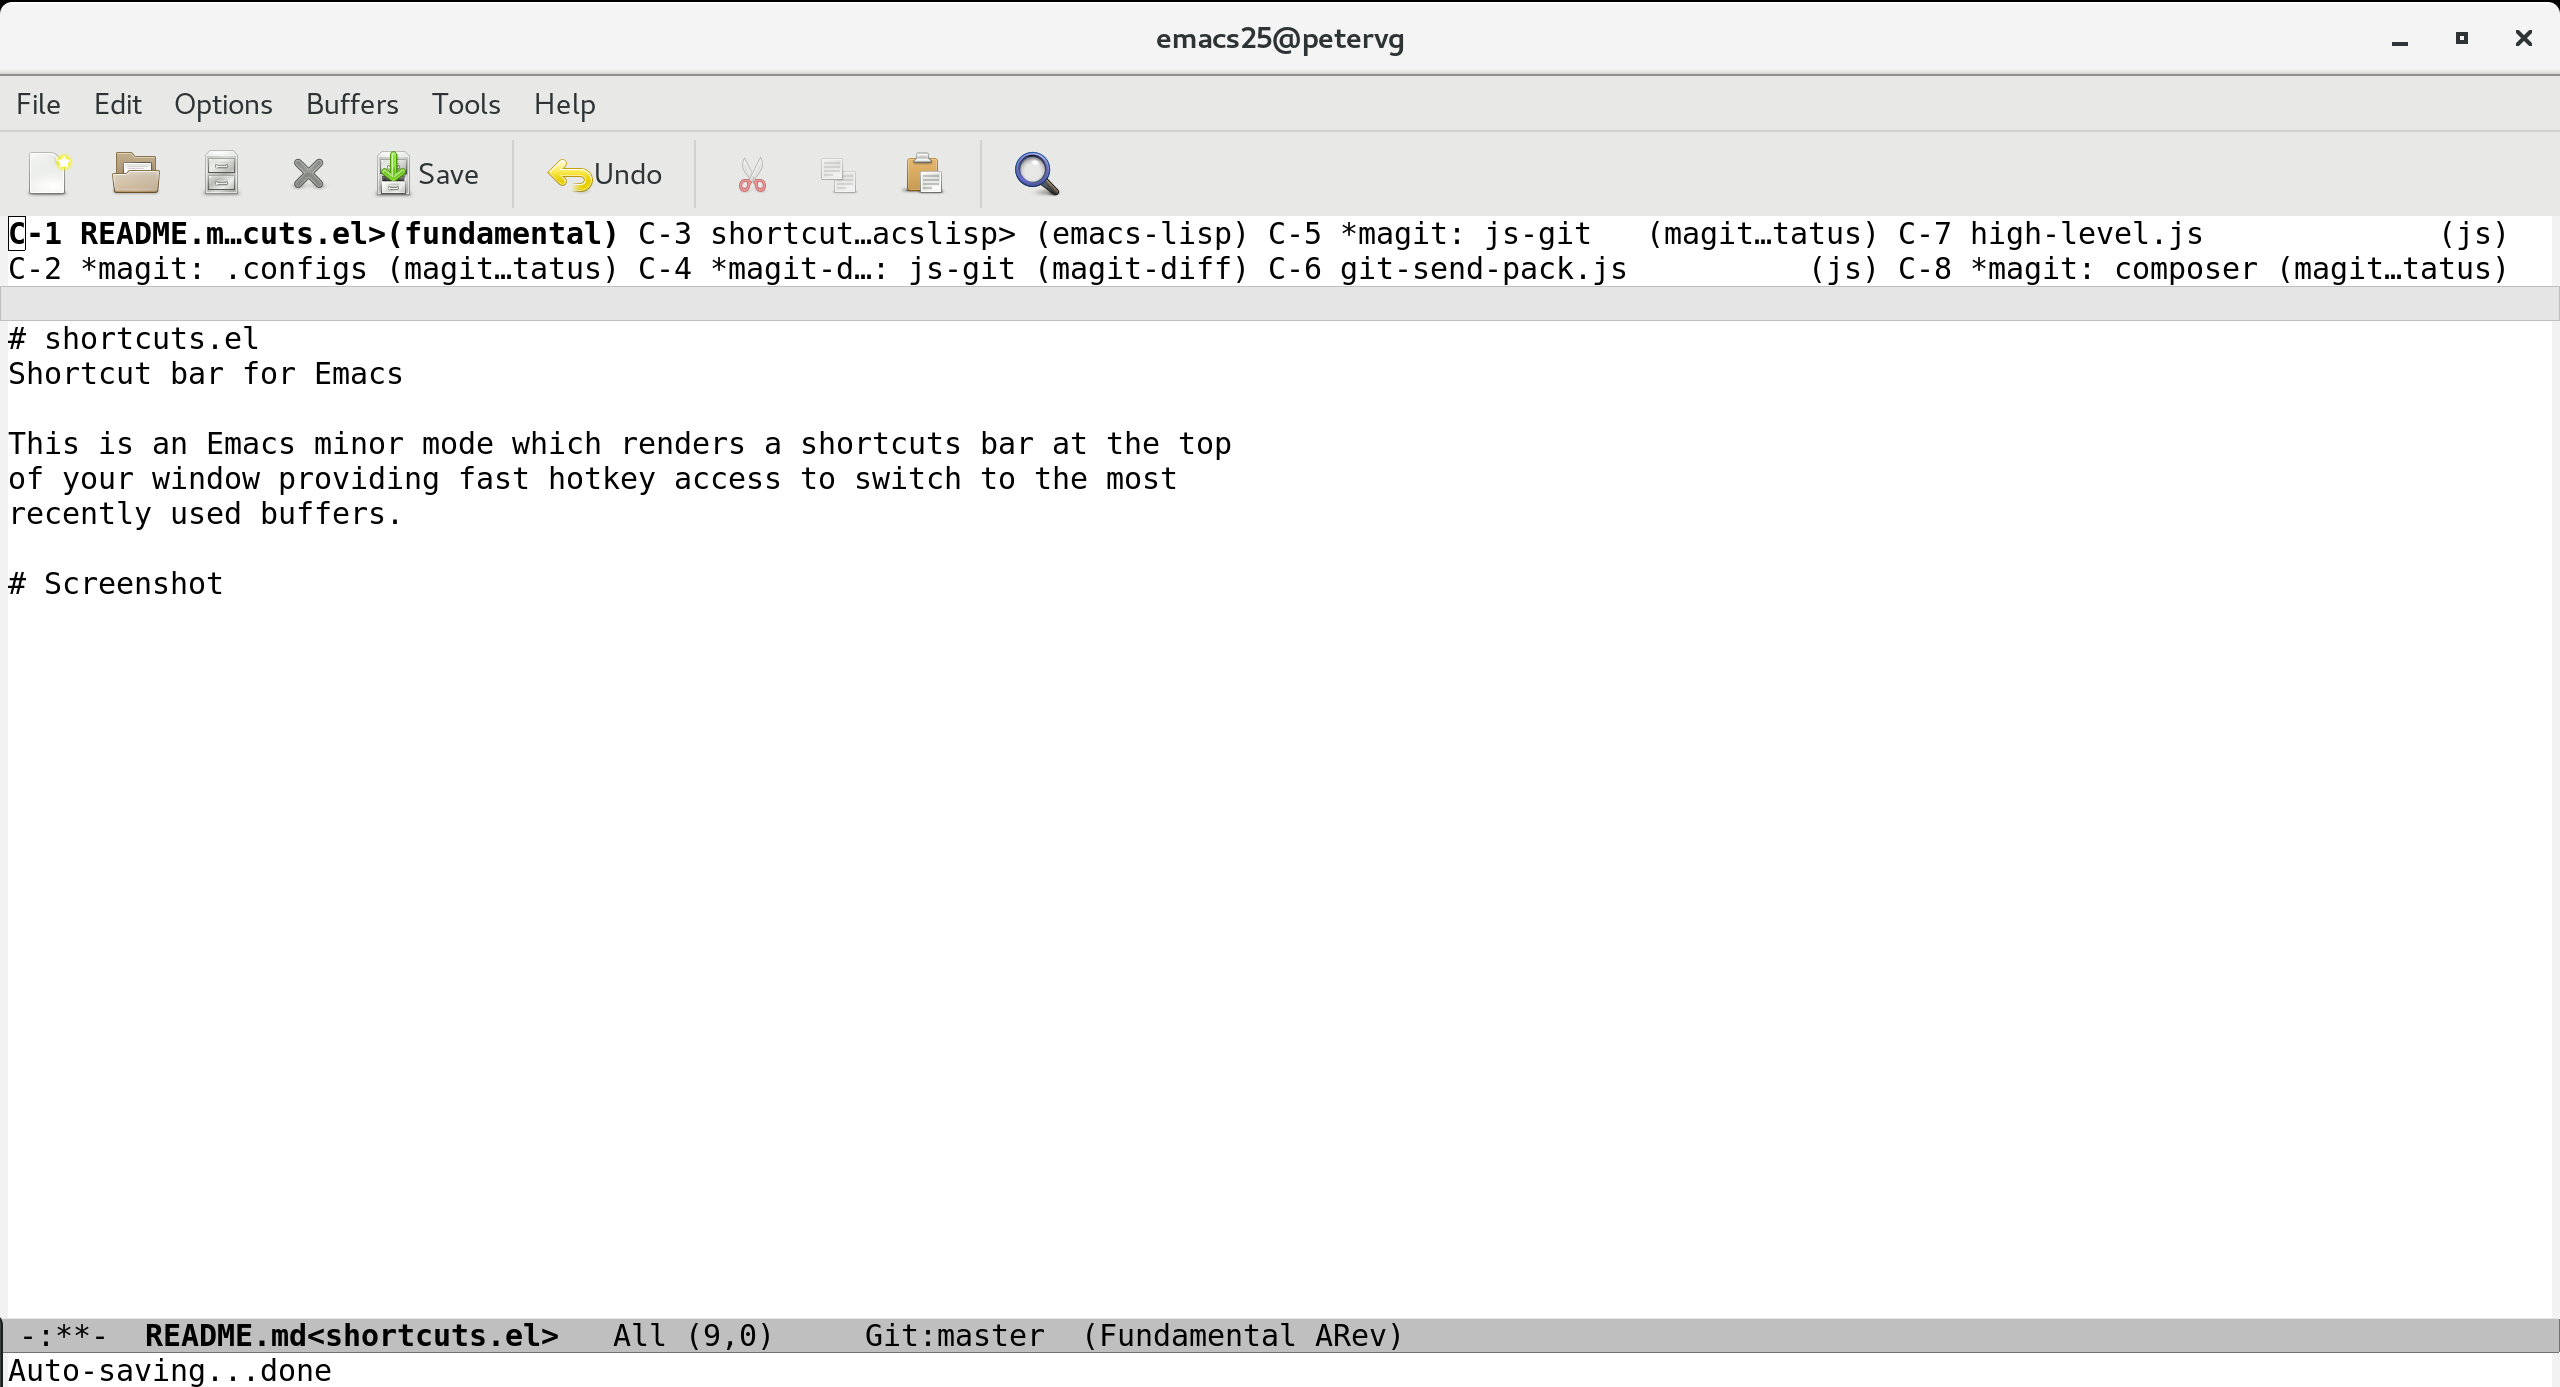 emacs25@petervg
File Edit Options Buffers Tools Help
Save Undo
C-1 README.m…cuts.el>(fundamental) C-3 shortcut…acslisp> (emacs-lisp) C-5 *magit: js-git   (magit…tatus) C-7 high-level.js             (js)
C-2 *magit: .configs (magit…tatus) C-4 *magit-d…: js-git (magit-diff) C-6 git-send-pack.js          (js) C-8 *magit: composer (magit…tatus)
# shortcuts.el
Shortcut bar for Emacs
This is an Emacs minor mode which renders a shortcuts bar at the top
of your window providing fast hotkey access to switch to the most
recently used buffers.
# Screenshot
-:**-  README.md<shortcuts.el>   All (9,0)     Git:master  (Fundamental ARev)
Auto-saving...done